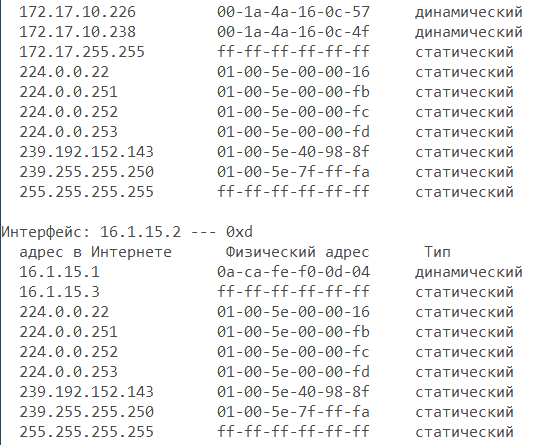 172.17.10.226 00-1a-4a-16-0c-57 динамический
172.17.10.238 00-1a-4a-16-0c-4f динамический
172.17.255.255 ff-ff-ff-ff-ff-ff статический
224.0.0.22 01-00-5e-00-00-16 статический
224.0.0.251 01-00-5e-00-00-fb статический
224.0.0.252 01-00-5e-00-00-fc статический
224.0.0.253 01-00-5e-00-00-fd статический
239.192.152.143 01-00-5e-40-98-8f статический
239.255.255.250 01-00-5e-7f-ff-fa статический
255.255.255.255 ff-ff-ff-ff-ff-ff статический
Интерфейс: 16.1.15.2 --- 0xd
адрес в Интернете Физический адрес Тип
16.1.15.1 0a-ca-fe-f0-0d-04 динамический
16.1.15.3 ff-ff-ff-ff-ff-ff статический
224.0.0.22 01-00-5e-00-00-16 статический
224.0.0.251 01-00-5e-00-00-fb статический
224.0.0.252 01-00-5e-00-00-fc статический
224.0.0.253 01-00-5e-00-00-fd статический
239.192.152.143 01-00-5e-40-98-8f статический
239.255.255.250 01-00-5e-7f-ff-fa статический
255.255.255.255 ff-ff-ff-ff-ff-ff статический